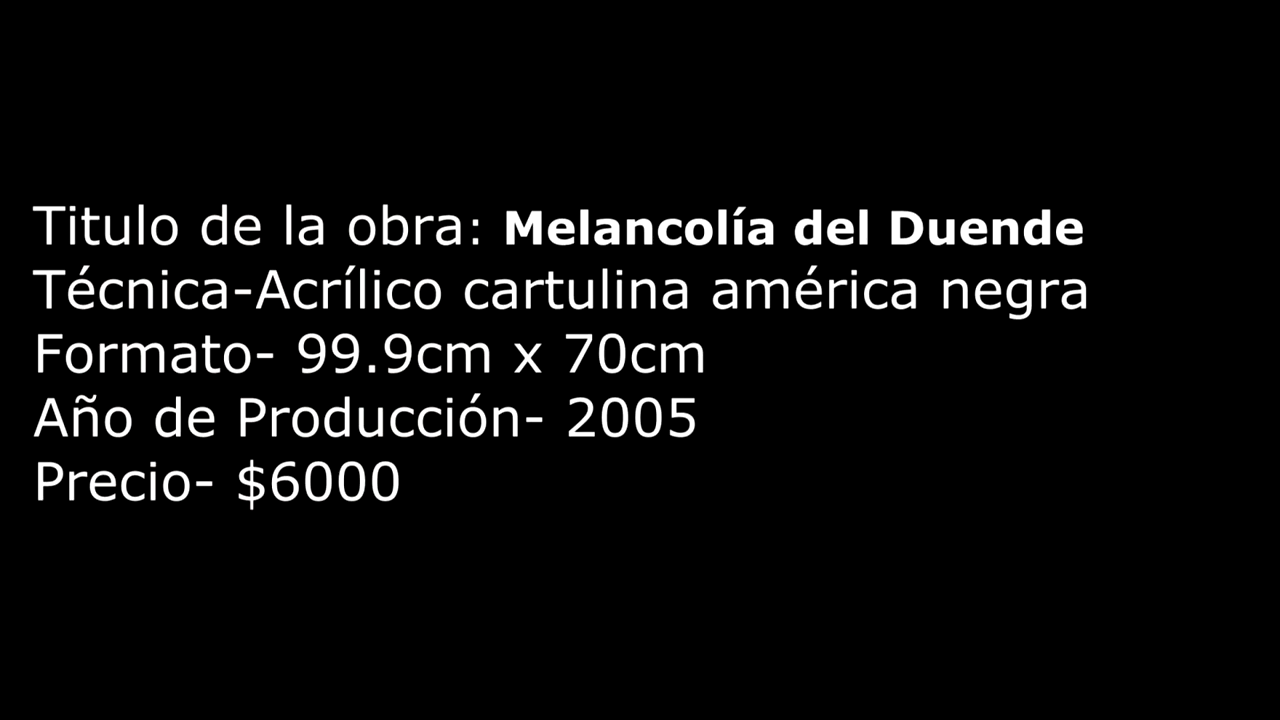 Titulo de la obra: Melancolía del Duende
Técnica-Acrílico cartulina américa negra
Formato- 99.9cm x 70cm
Año de Producción- 2005
Precio- $6000